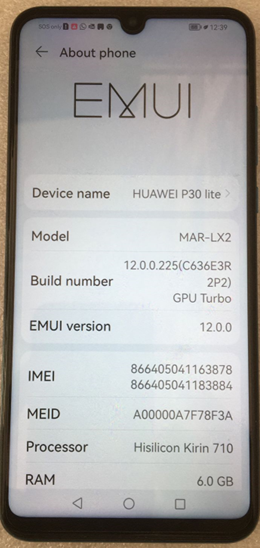 SOS only
12:39
About phone
EMUI
Device name HUAWEI P30 lite
Model MAR-LX2
Build number 12.0.0.225(C636E3R
2P2)
GPU Turbo
EMUI version 12.0.0
IMEI 866405041163878
866405041183884
MEID A00000A7F78F3A
Processor Hisilicon Kirin 710
RAM 6.0 GB